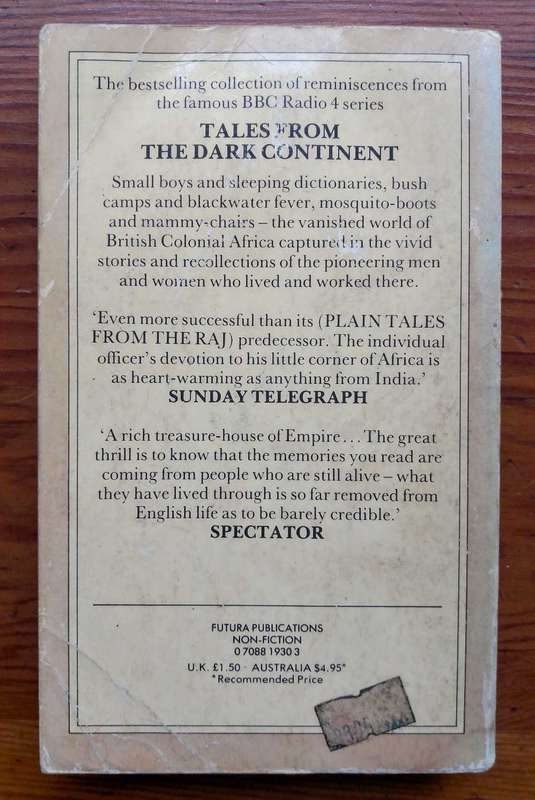 The bestselling collection of reminiscences from
the famous BBC Radio 4 series
TALES FROM
THE DARK CONTINENT
Small boys and sleeping dictionaries, bush
camps and blackwater fever, mosquito-boots
and mammy-chairs – the vanished world of
British Colonial Africa captured in the vivid
stories and recollections of the pioneering men
and women who lived and worked there.
‘Even more successful than its (PLAIN TALES
FROM THE RAJ) predecessor. The individual
officer’s devotion to his little corner of Africa is
as heart-warming as anything from India.’
SUNDAY TELEGRAPH
‘A rich treasure-house of Empire . . . The great
thrill is to know that the memories you read are
coming from people who are still alive – what
they have lived through is so far removed from
English life as to be barely credible.’
SPECTATOR
FUTURA PUBLICATIONS
NON-FICTION
0 7088 1930 3
U.K. £1.50 · AUSTRALIA $4.95*
*Recommended Price